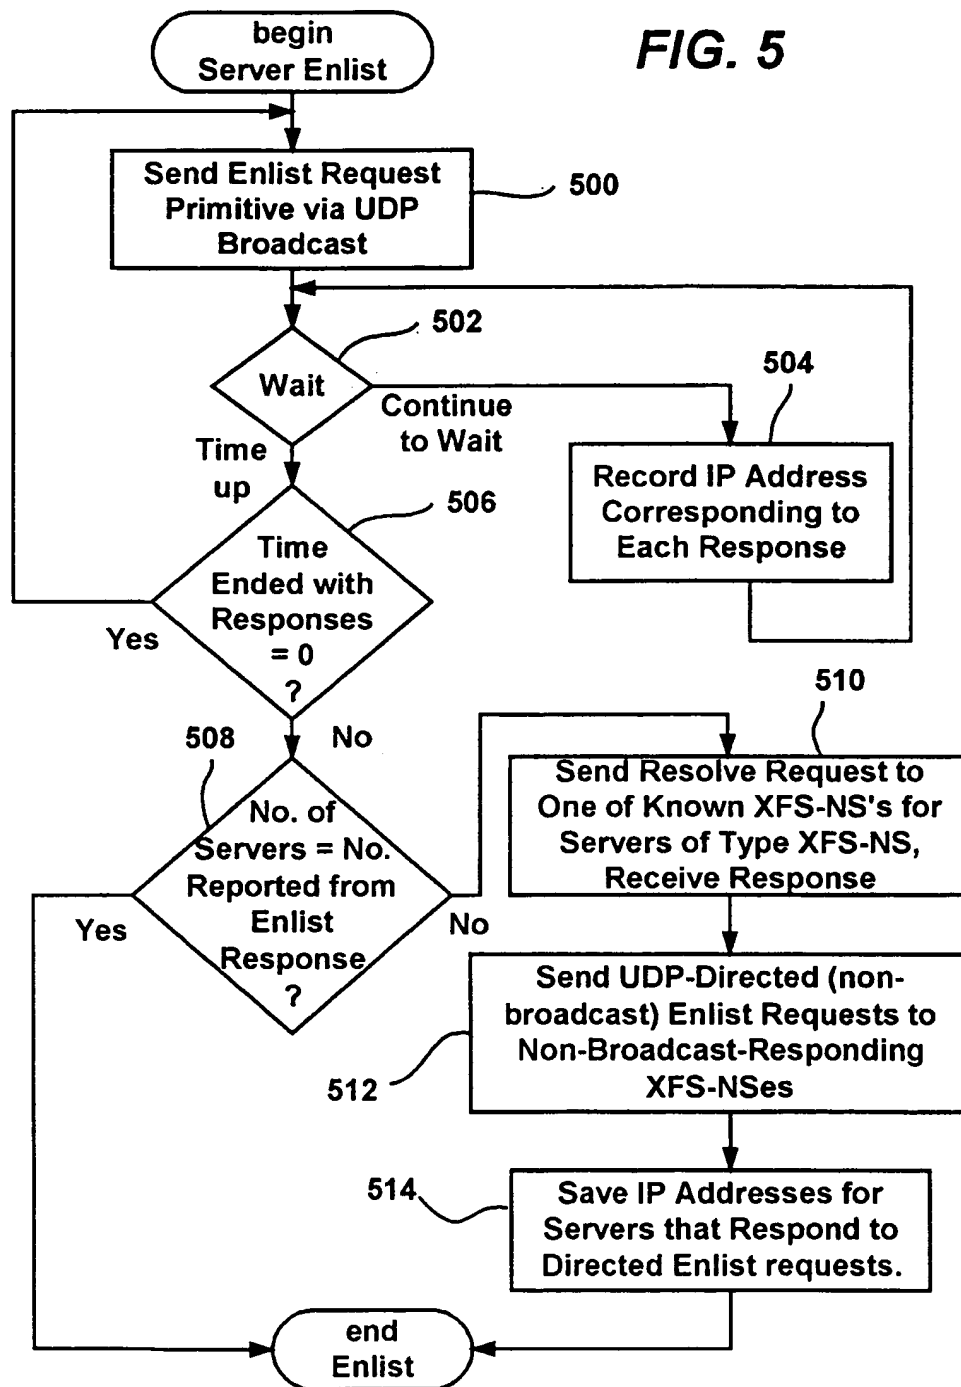 begin
Server Enlist
FIG. 5
Send Enlist Request
Primitive via UDP
Broadcast
500
502
Wait
Continue
to Wait
504
Time
up
Record IP Address
Corresponding to
Each Response
506
Time
Ended with
Responses
= 0
?
Yes
No
508
No. of
Servers = No.
Reported from
Enlist
Response
?
Yes
No
510
Send Resolve Request to
One of Known XFS-NS's for
Servers of Type XFS-NS,
Receive Response
Send UDP-Directed (non-
broadcast) Enlist Requests to
Non-Broadcast-Responding
XFS-NSes
512
514
Save IP Addresses for
Servers that Respond to
Directed Enlist requests.
end
Enlist